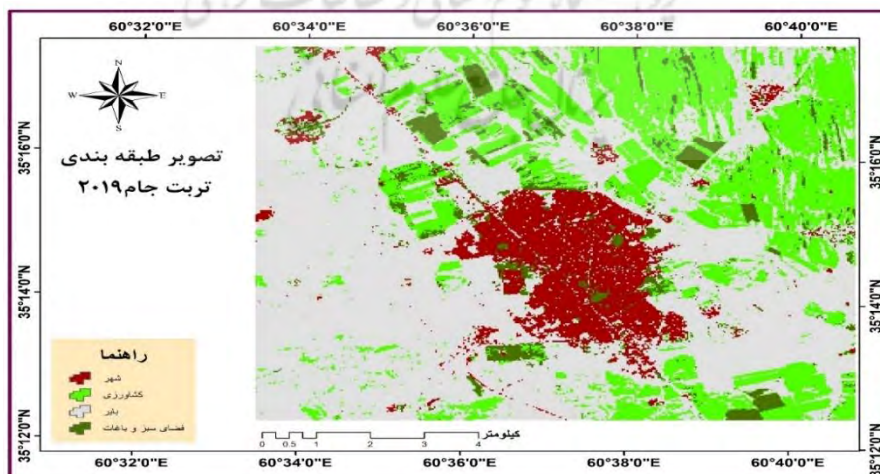 60°32'0"E 60°34'0"E 60°36'0"E 60°38'0"E 60°40'0"E
N
W E
S
تصویر طبقه بندی
تربت جام۲۰۱۹
35°16'0"N 35°16'0"N
35°14'0"N 35°14'0"N
35°12'0"N 35°12'0"N
راهنما
شهر
کشاورزی
بایر
فضای سبز و باغات
کیلومتر
0 0.5 1 2 3 4
60°32'0"E 60°34'0"E 60°36'0"E 60°38'0"E 60°40'0"E